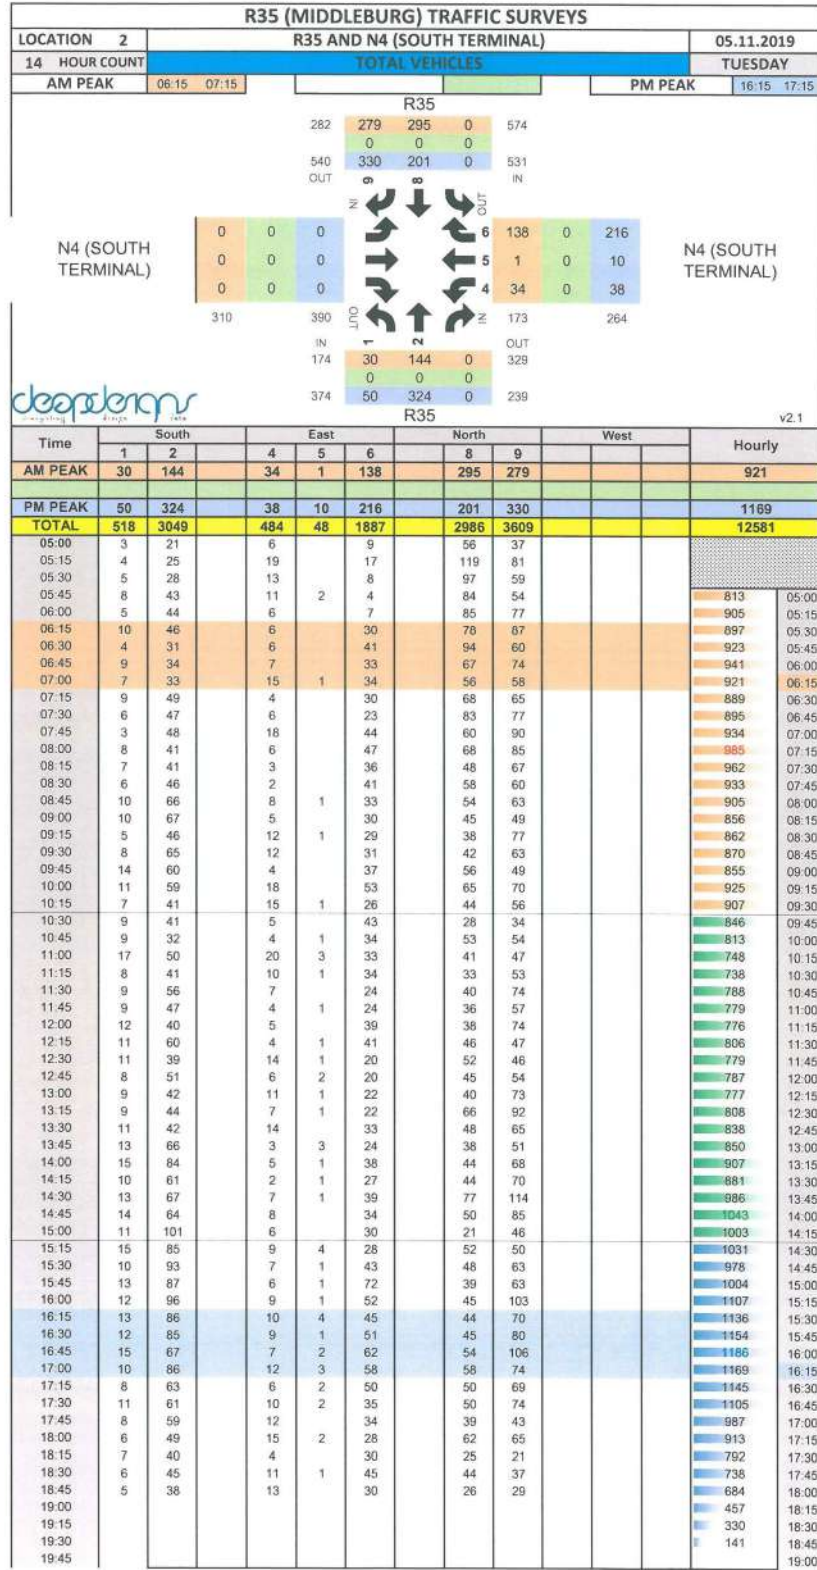 R35 (MIDDLEBURG) TRAFFIC SURVEYS
LOCATION 2 R35 AND N4 (SOUTH TERMINAL) 05.11.2019
14 HOUR COUNT TOTAL VEHICLES TUESDAY
AM PEAK 06:15 07:15 PM PEAK 16:15 17:15
R35
282 279 295 0 574
0 0 0
540 330 201 0 531
OUT 9 8 IN
IN OUT
N4 (SOUTH TERMINAL) 0 0 0 6 138 0 216 N4 (SOUTH TERMINAL)
0 0 0 5 1 0 10
0 0 0 4 34 0 38
310 390 OUT IN 173 264
IN 1 2 OUT
174 30 144 0 329
0 0 0
374 50 324 0 239
deepdesigns R35 v2.1
Time South East North West Hourly
1 2 4 5 6 8 9
AM PEAK 30 144 34 1 138 295 279 921
PM PEAK 50 324 38 10 216 201 330 1169
TOTAL 518 3049 484 48 1887 2986 3609 12581
05:00 3 21 6 9 56 37
05:15 4 25 19 17 119 81
05:30 5 28 13 8 97 59
05:45 8 43 11 2 4 84 54 813 05:00
06:00 5 44 6 7 85 77 905 05:15
06:15 10 46 6 30 78 87 897 05:30
06:30 4 31 6 41 94 60 923 05:45
06:45 9 34 7 33 67 74 941 06:00
07:00 7 33 15 1 34 56 58 921 06:15
07:15 9 49 4 30 68 65 889 06:30
07:30 6 47 6 23 83 77 895 06:45
07:45 3 48 18 44 60 90 934 07:00
08:00 8 41 6 47 68 85 985 07:15
08:15 7 41 3 36 48 67 962 07:30
08:30 6 46 2 41 58 60 933 07:45
08:45 10 66 8 1 33 54 63 905 08:00
09:00 10 67 5 30 45 49 856 08:15
09:15 5 46 12 1 29 38 77 862 08:30
09:30 8 65 12 31 42 63 870 08:45
09:45 14 60 4 37 56 49 855 09:00
10:00 11 59 18 53 65 70 925 09:15
10:15 7 41 15 1 26 44 56 907 09:30
10:30 9 41 5 43 28 34 846 09:45
10:45 9 32 4 1 34 53 54 813 10:00
11:00 17 50 20 3 33 41 47 748 10:15
11:15 8 41 10 1 34 33 53 738 10:30
11:30 9 56 7 24 40 74 788 10:45
11:45 9 47 4 1 24 36 57 779 11:00
12:00 12 40 5 39 38 74 776 11:15
12:15 11 60 4 1 41 46 47 806 11:30
12:30 11 39 14 1 20 52 46 779 11:45
12:45 8 51 6 2 20 45 54 787 12:00
13:00 9 42 11 1 22 40 73 777 12:15
13:15 9 44 7 1 22 66 92 808 12:30
13:30 11 42 14 33 48 65 838 12:45
13:45 13 66 3 3 24 38 51 850 13:00
14:00 15 84 5 1 38 44 68 907 13:15
14:15 10 61 2 1 27 44 70 881 13:30
14:30 13 67 7 1 39 77 114 986 13:45
14:45 14 64 8 34 50 85 1043 14:00
15:00 11 101 6 30 21 46 1003 14:15
15:15 15 85 9 4 28 52 50 1031 14:30
15:30 10 93 7 1 43 48 63 978 14:45
15:45 13 87 6 1 72 39 63 1004 15:00
16:00 12 96 9 1 52 45 103 1107 15:15
16:15 13 86 10 4 45 44 70 1136 15:30
16:30 12 85 9 1 51 45 80 1154 15:45
16:45 15 67 7 2 62 54 106 1186 16:00
17:00 10 86 12 3 58 58 74 1169 16:15
17:15 8 63 6 2 50 50 69 1145 16:30
17:30 11 61 10 2 35 50 74 1105 16:45
17:45 8 59 12 34 39 43 987 17:00
18:00 6 49 15 2 28 62 65 913 17:15
18:15 7 40 4 30 25 21 792 17:30
18:30 6 45 11 1 45 44 37 738 17:45
18:45 5 38 13 30 26 29 684 18:00
19:00 457 18:15
19:15 330 18:30
19:30 141 18:45
19:45 19:00